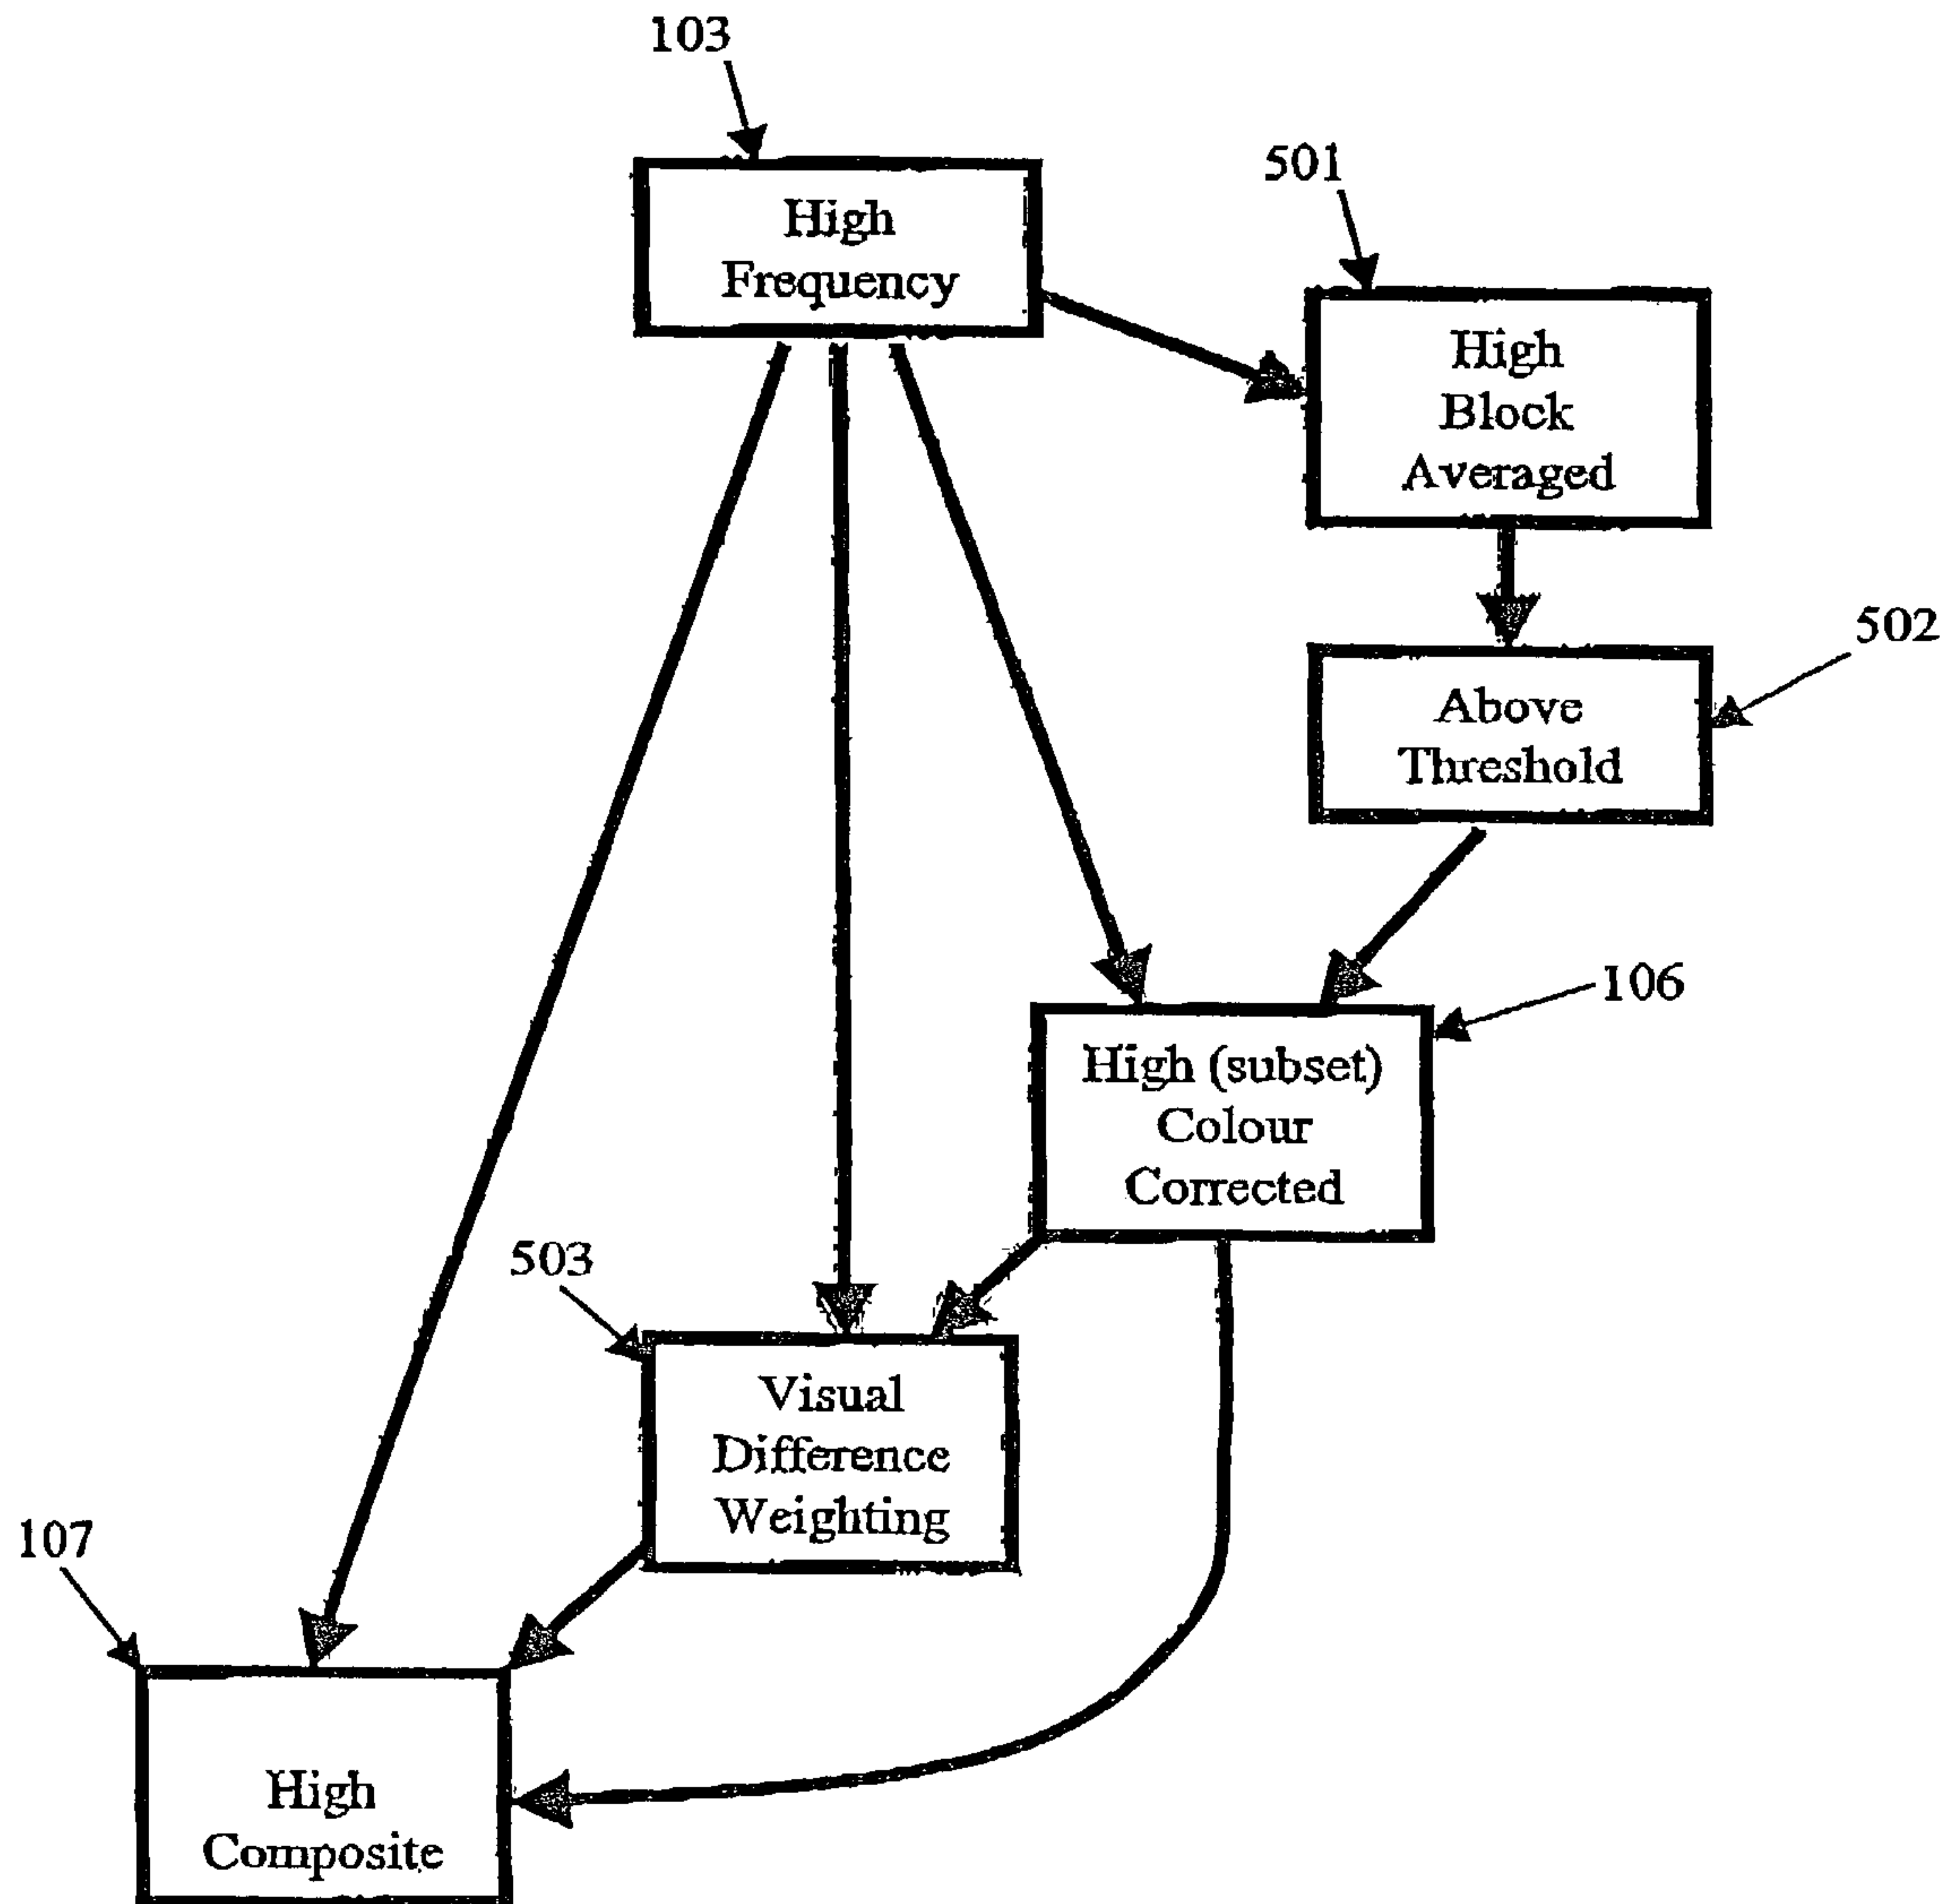 103
High
Frequency
501
High
Block
Averaged
502
Above
Threshold
106
High (subset)
Colour
Corrected
503
Visual
Difference
Weighting
107
High
Composite